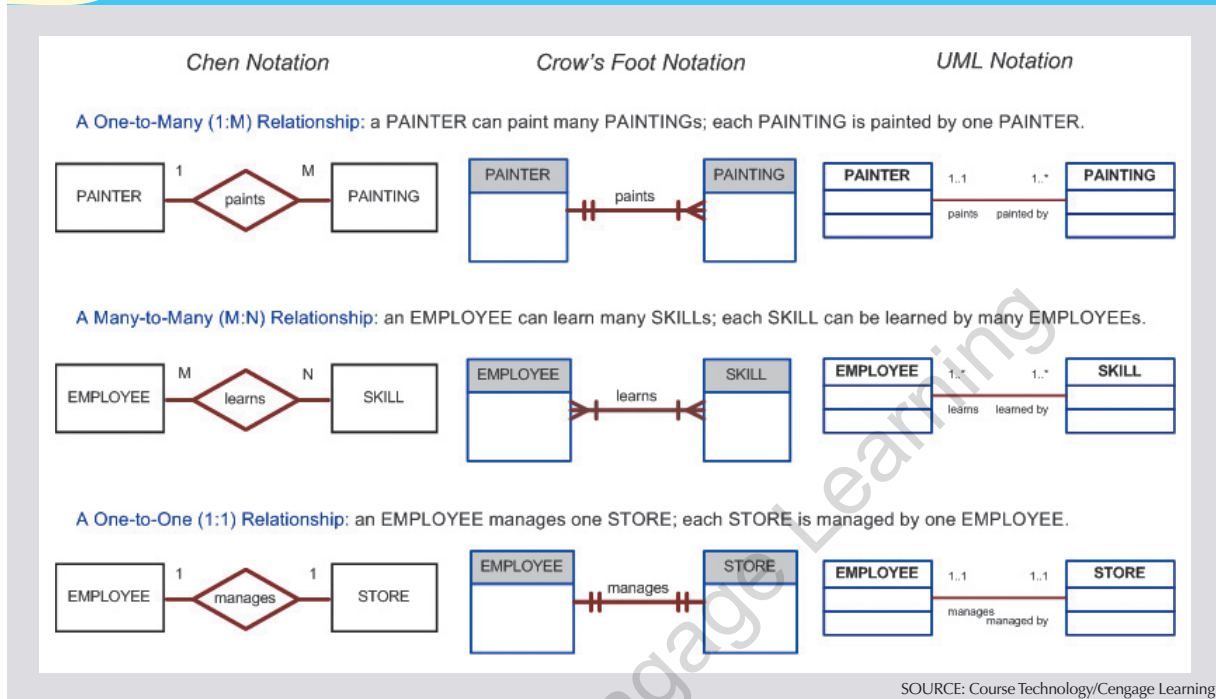 Chen Notation Crow's Foot Notation UML Notation
A One-to-Many (1:M) Relationship: a PAINTER can paint many PAINTINGs; each PAINTING is painted by one PAINTER.
PAINTER 1 paints M PAINTING
PAINTER paints PAINTING
PAINTER 1..1 1..* PAINTING
paints painted by
A Many-to-Many (M:N) Relationship: an EMPLOYEE can learn many SKILLs; each SKILL can be learned by many EMPLOYEEs.
EMPLOYEE M learns N SKILL
EMPLOYEE learns SKILL
EMPLOYEE 1..* 1..* SKILL
learns learned by
A One-to-One (1:1) Relationship: an EMPLOYEE manages one STORE; each STORE is managed by one EMPLOYEE.
EMPLOYEE 1 manages 1 STORE
EMPLOYEE manages STORE
EMPLOYEE 1..1 1..1 STORE
manages managed by
SOURCE: Course Technology/Cengage Learning